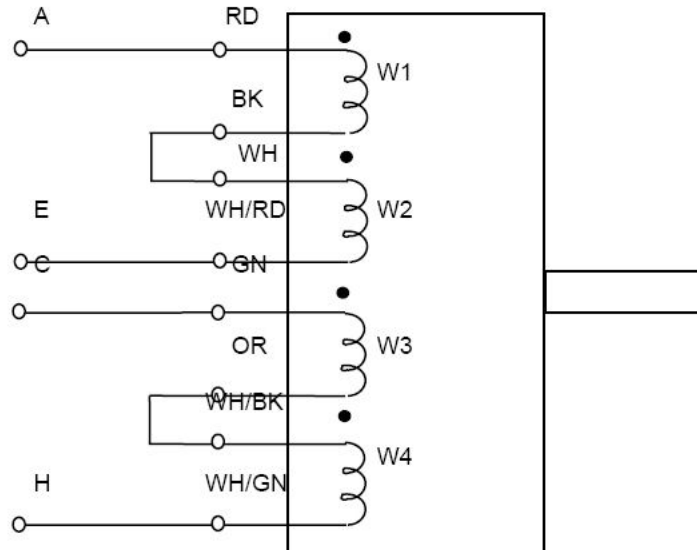 A RD
W1
BK
WH
E WH/RD W2
C GN
OR W3
WH/BK
W4
H WH/GN